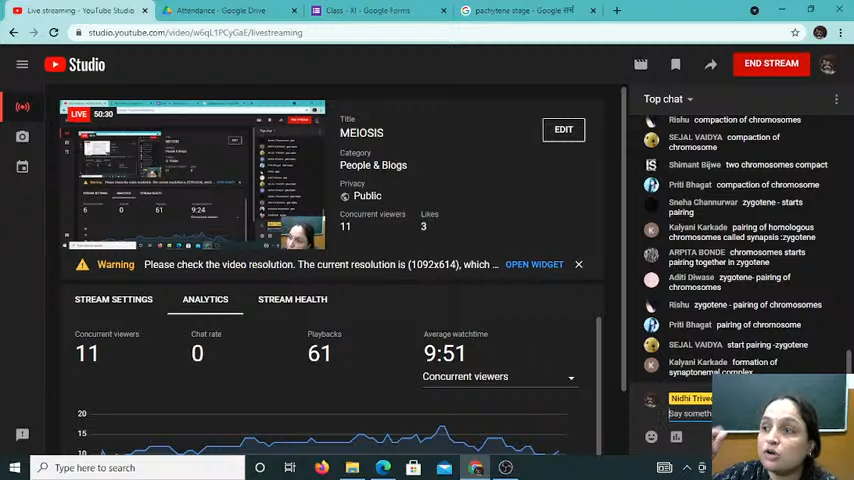 Live streaming - YouTube Studio
Attendance - Google Drive
Class - XI - Google Forms
pachytene stage - Google सर्च
studio.youtube.com/video/w6qL1PCyGaE/livestreaming
Studio
END STREAM
LIVE 50:30
Title
MEIOSIS
EDIT
Category
People & Blogs
Privacy
Public
Concurrent viewers
Likes
11
3
Warning Please check the video resolution. The current resolution is (1092x614), which ...
OPEN WIDGET
STREAM SETTINGS
ANALYTICS
STREAM HEALTH
Concurrent viewers
Chat rate
Playbacks
Average watchtime
11
0
61
9:51
Concurrent viewers
20
15
10
Top chat
Rishu compaction of
chromosomes
SEJAL VAIDYA compaction of
chromosome
Shimant Bijwe two chromosomes compact
Priti Bhagat compaction of chromosome
Sneha Channurwar zygotene - starts
pairing
Kalyani Karkade pairing of homologous
chromosomes called synapsis :zygotene
ARPITA BONDE chromosomes starts
pairing together in zygotene
Aditi Diwase zygotene- pairing of
chromosomes
Rishu zygotene - pairing of chromosomes
Priti Bhagat pairing of chromosome
SEJAL VAIDYA start pairing -zygotene
Kalyani Karkade formation of
synaptonemal complex
Nidhi Trived
Say someth
Type here to search